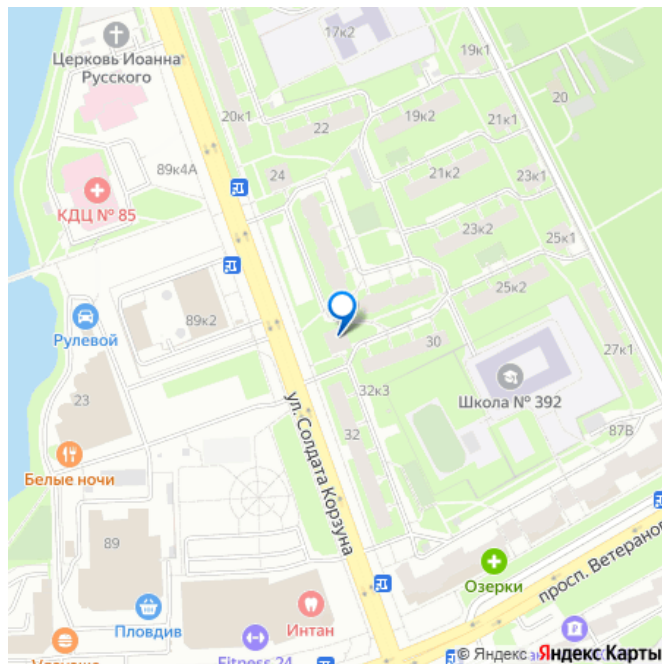 17к2
19к1
Церковь Иоанна
Русского
20
20к1
22
19к2
21к1
89к4А
24
21к2
23к1
КДЦ № 85
23к2
25к1
25к2
89к2
Рулевой
30
27к1
23
32к3
Школа № 392
ул. Солдата Корзуна
32
87В
Белые ночи
89
просп. Ветеранов
Озерки
Пловдив
Интан
Fitness 24
© Яндекс Яндекс Карты